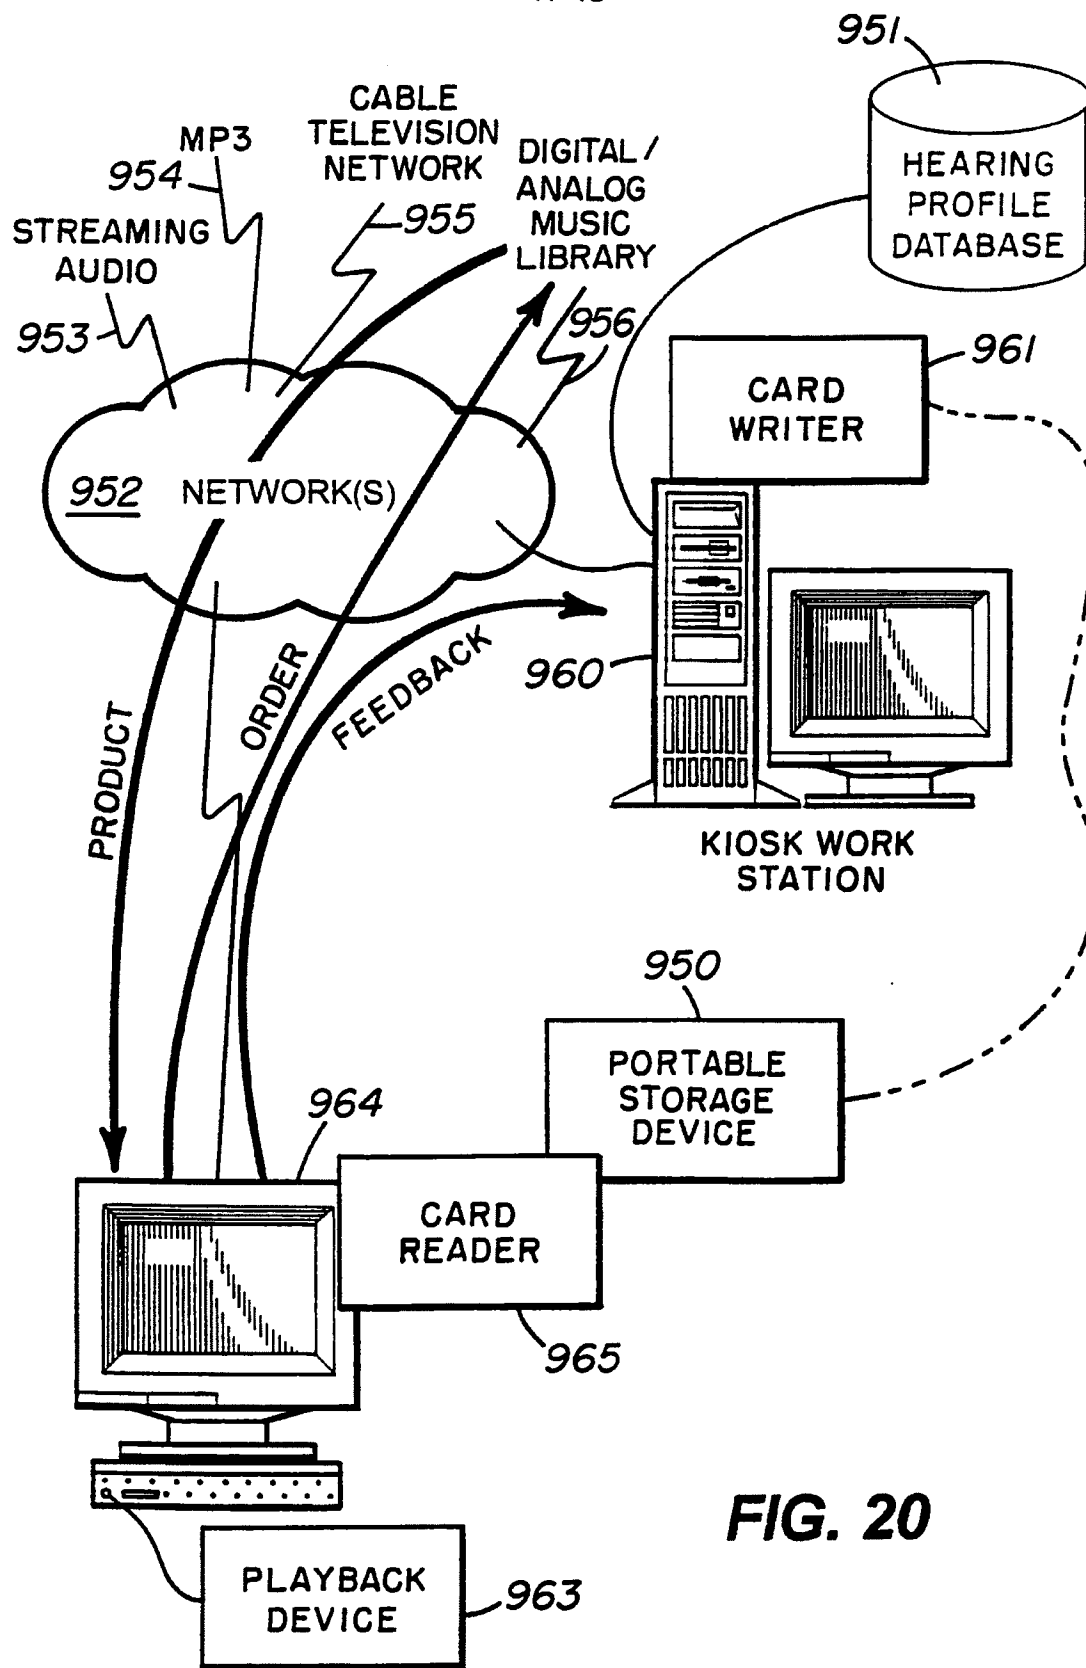 951
CABLE
TELEVISION
NETWORK
MP3
954
955
DIGITAL/
ANALOG
MUSIC
LIBRARY
HEARING
PROFILE
DATABASE
STREAMING
AUDIO
953
956
961
CARD
WRITER
952
NETWORK(S)
960
PRODUCT
ORDER
FEEDBACK
KIOSK WORK
STATION
950
PORTABLE
STORAGE
DEVICE
964
CARD
READER
965
FIG. 20
PLAYBACK
DEVICE
963